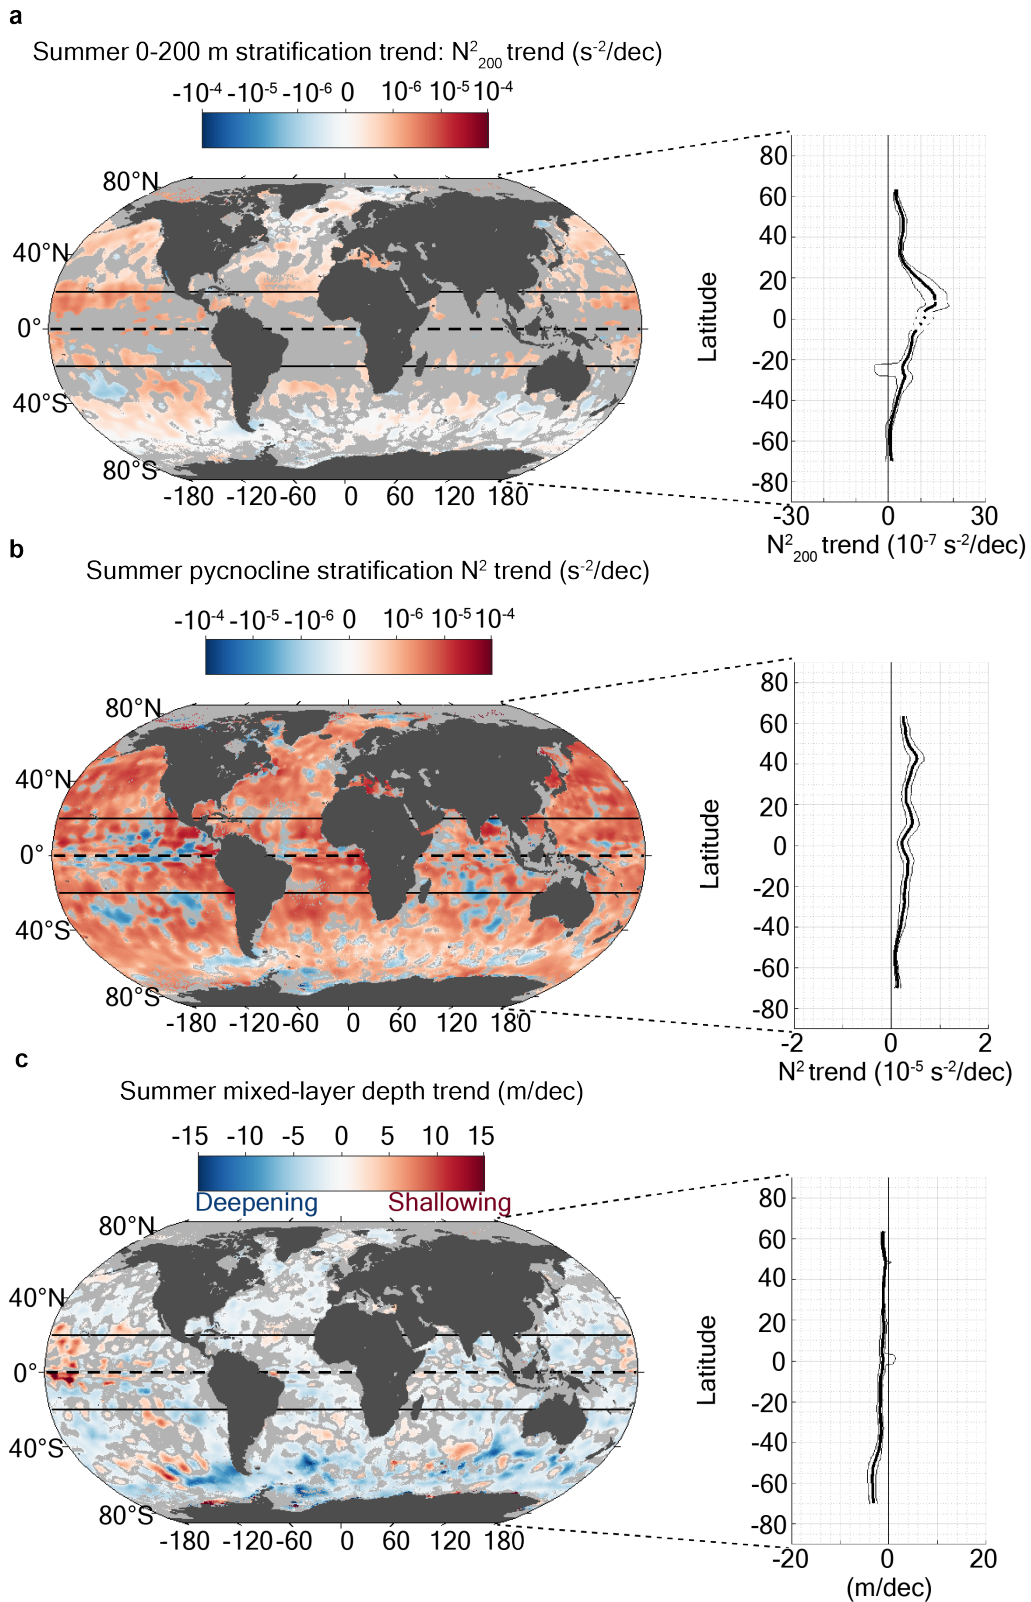 a
Summer 0-200 m stratification trend: N²₂₀₀ trend (s⁻²/dec)
-10⁻⁴ -10⁻⁵ -10⁻⁶ 0 10⁻⁶ 10⁻⁵ 10⁻⁴
80°N
40°N
0°
40°S
80°S
-180 -120 -60 0 60 120 180
Latitude
80
60
40
20
0
-20
-40
-60
-80
-30 0 30
N²₂₀₀ trend (10⁻⁷ s⁻²/dec)
b
Summer pycnocline stratification N² trend (s⁻²/dec)
-10⁻⁴ -10⁻⁵ -10⁻⁶ 0 10⁻⁶ 10⁻⁵ 10⁻⁴
80°N
40°N
0°
40°S
80°S
-180 -120 -60 0 60 120 180
Latitude
80
60
40
20
0
-20
-40
-60
-80
-2 0 2
N² trend (10⁻⁵ s⁻²/dec)
c
Summer mixed-layer depth trend (m/dec)
-15 -10 -5 0 5 10 15
Deepening Shallowing
80°N
40°N
0°
40°S
80°S
-180 -120 -60 0 60 120 180
Latitude
80
60
40
20
0
-20
-40
-60
-80
-20 0 20
(m/dec)